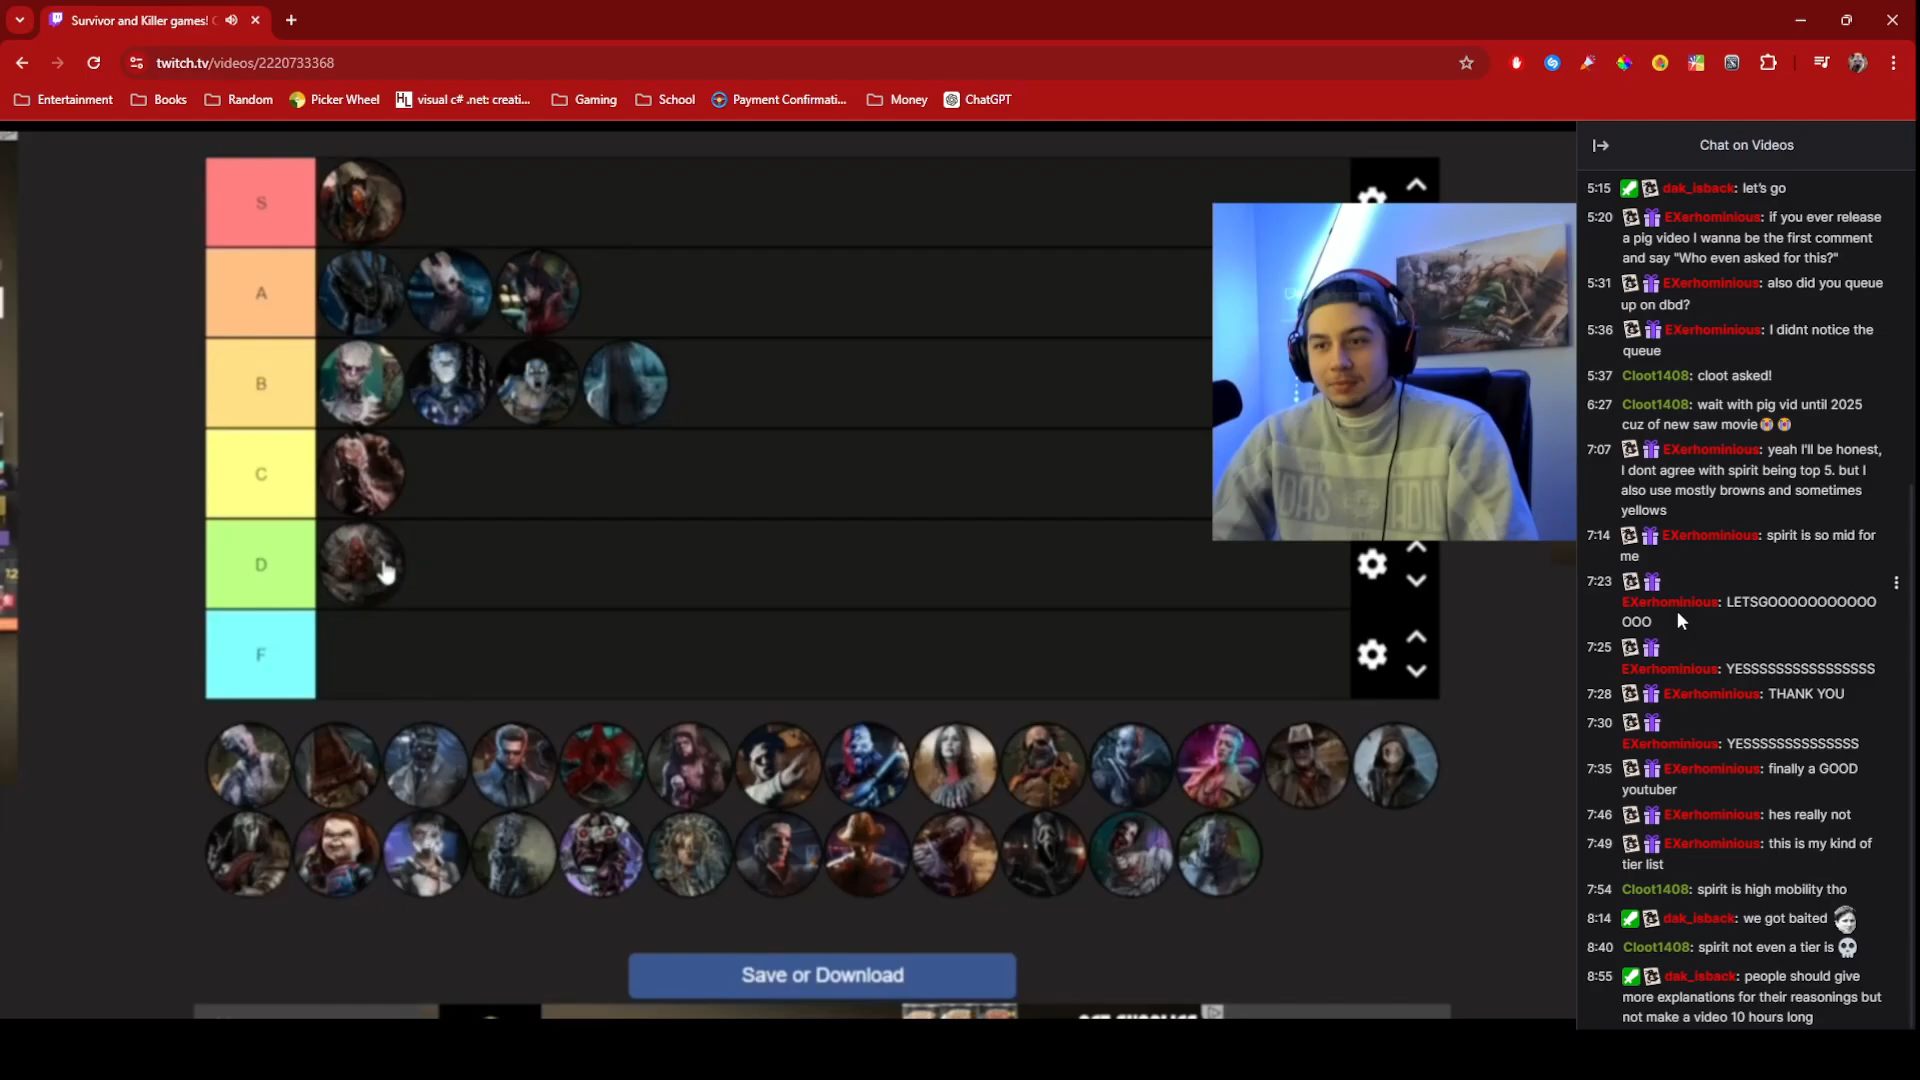 Survivor and Killer games!
twitch.tv/videos/2220733368
Entertainment
Books
Random
Picker Wheel
visual c# .net: creati...
Gaming
School
Payment Confirmati...
Money
ChatGPT
Chat on Videos
S
A
B
C
D
F
Save or Download
5:15 dak_isback: let's go
5:20 EXerhominious: if you ever release
a pig video I wanna be the first comment
and say "Who even asked for this?"
5:31 EXerhominious: also did you queue
up on dbd?
5:36 EXerhominious: I didnt notice the
queue
5:37 Cloot1408: cloot asked!
6:27 Cloot1408: wait with pig vid until 2025
cuz of new saw movie
7:07 EXerhominious: yeah I'll be honest,
I dont agree with spirit being top 5. but I
also use mostly browns and sometimes
yellows
7:14 EXerhominious: spirit is so mid for
me
7:23
EXerhominious: LETSGOOOOOOOOOOO
OOO
7:25
EXerhominious: YESSSSSSSSSSSSSSSS
7:28 EXerhominious: THANK YOU
7:30
EXerhominious: YESSSSSSSSSSSSSS
7:35 EXerhominious: finally a GOOD
youtuber
7:46 EXerhominious: hes really not
7:49 EXerhominious: this is my kind of
tier list
7:54 Cloot1408: spirit is high mobility tho
8:14 dak_isback: we got baited
8:40 Cloot1408: spirit not even a tier is
8:55 dak_isback: people should give
more explanations for their reasonings but
not make a video 10 hours long